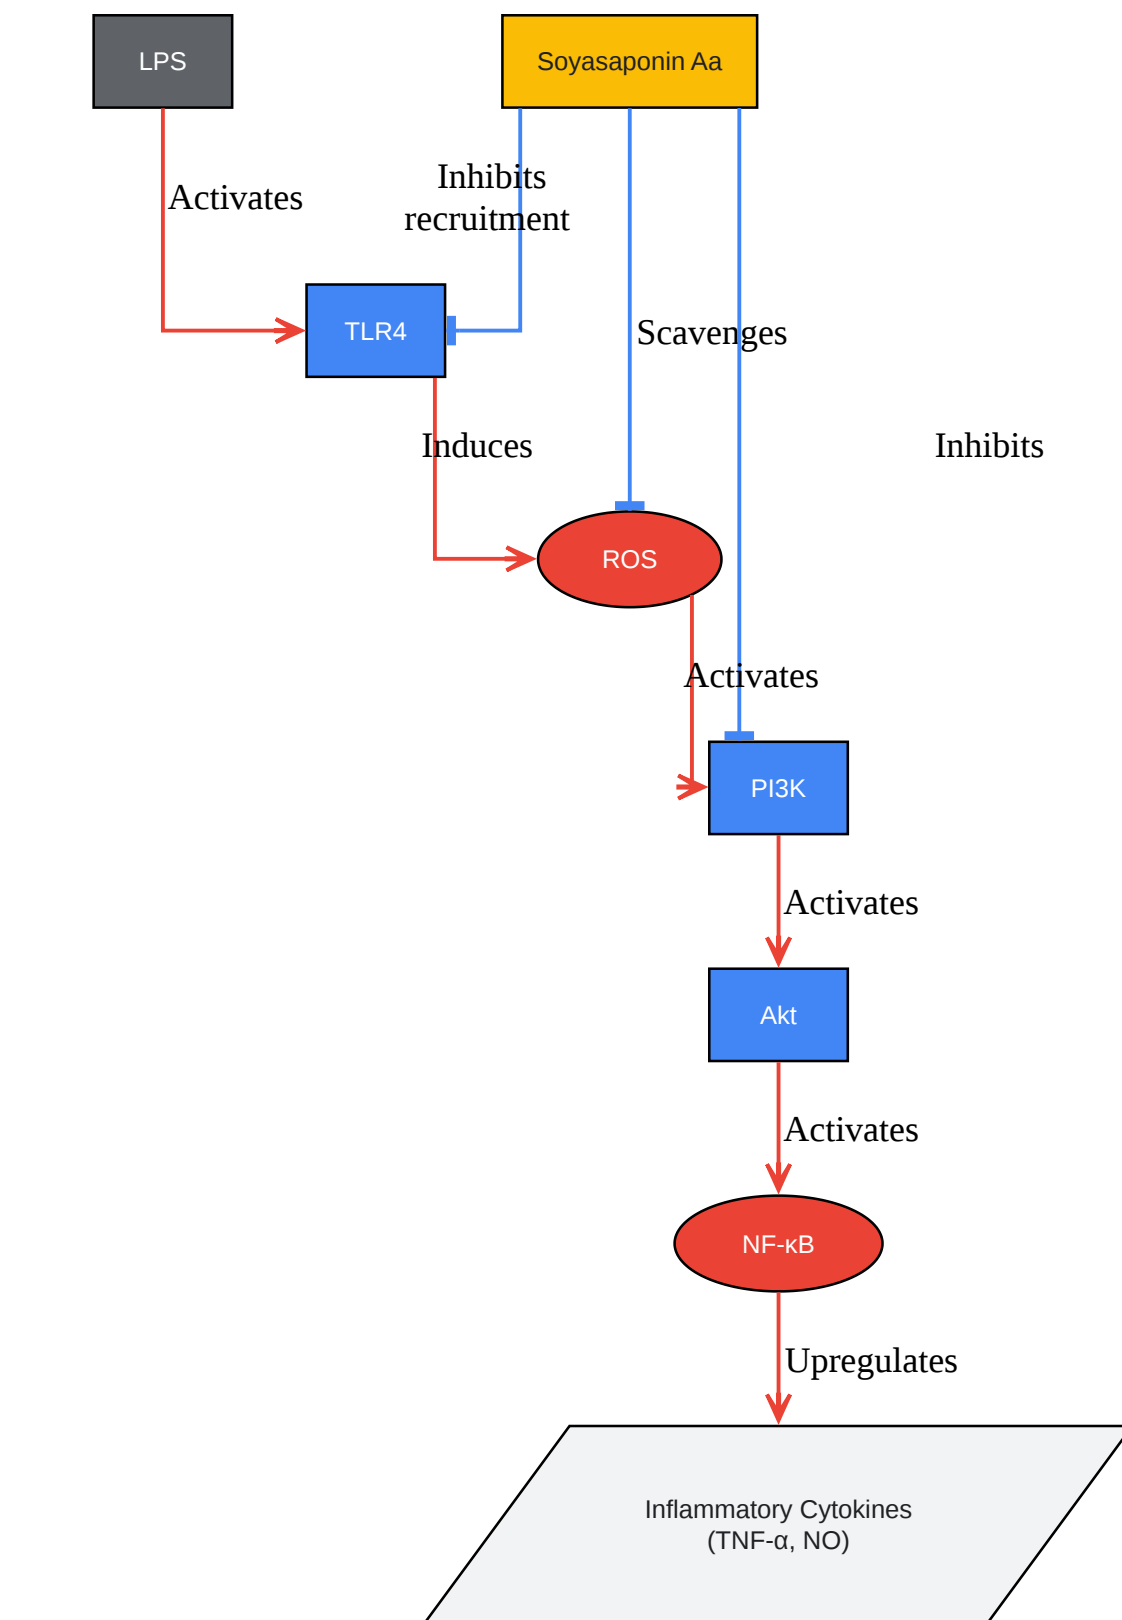 LPS
Soyasaponin Aa
Activates
Inhibits
recruitment
TLR4
Scavenges
Induces
Inhibits
ROS
Activates
PI3K
Activates
Akt
Activates
NF-κB
Upregulates
Inflammatory Cytokines
(TNF-α, NO)